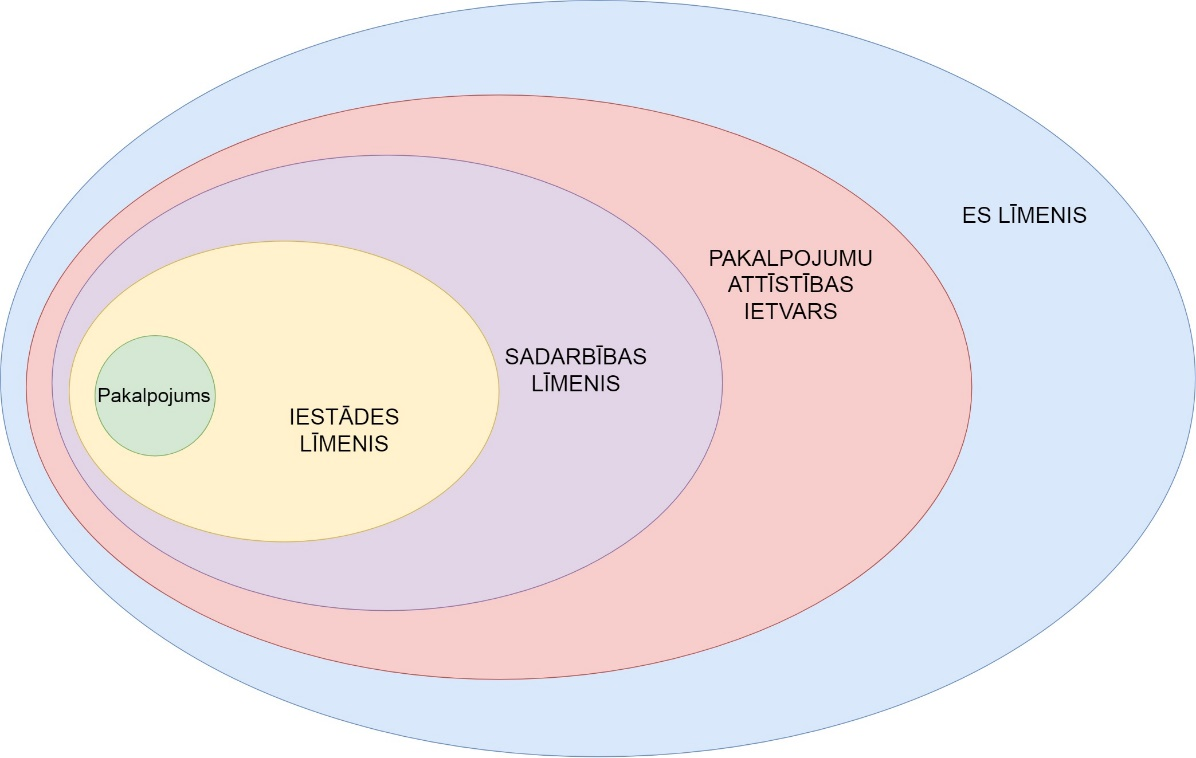 ES LĪMENIS
PAKALPOJUMU
ATTĪSTĪBAS
IETVARS
SADARBĪBAS
LĪMENIS
Pakalpojums
IESTĀDES
LĪMENIS